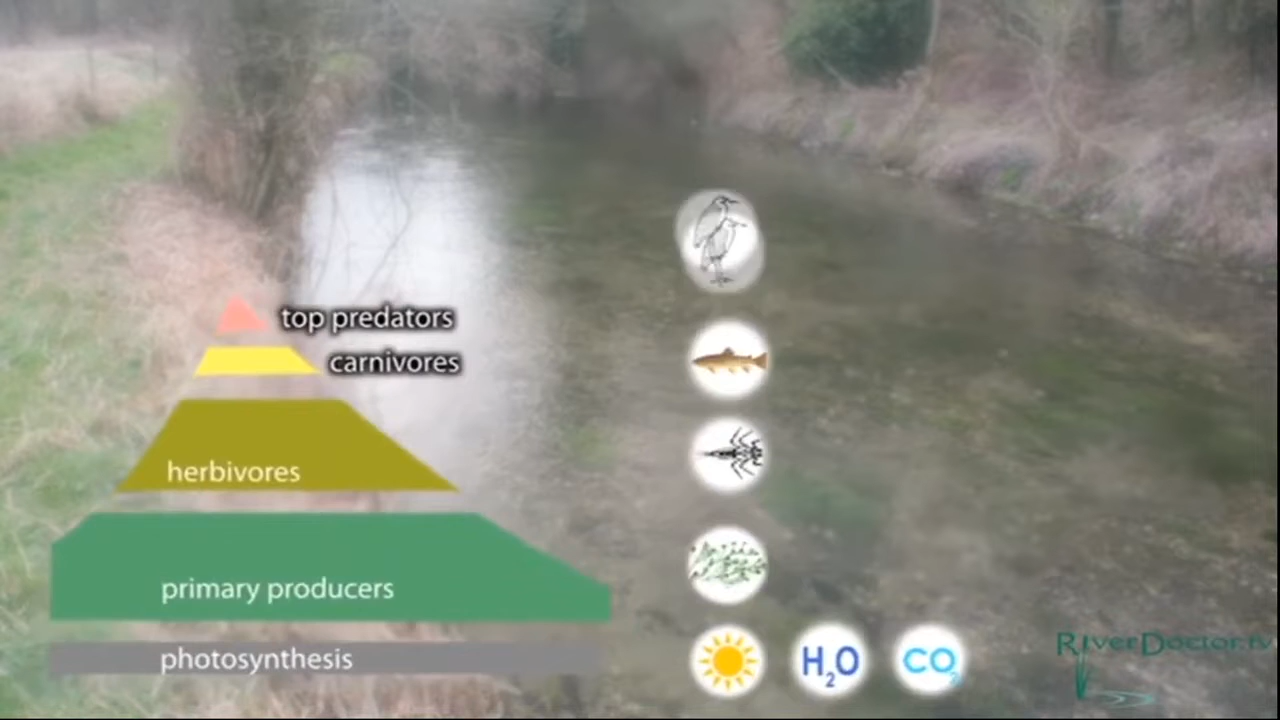 top predators
carnivores
herbivores
primary producers
photosynthesis
H₂O
CO₂
RiverDoctor.tv